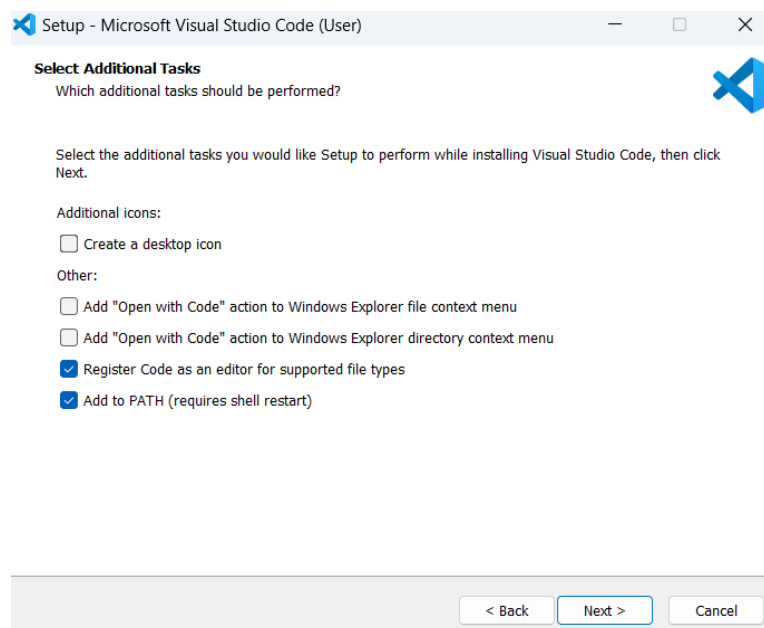 Setup - Microsoft Visual Studio Code (User)
Select Additional Tasks
Which additional tasks should be performed?
Select the additional tasks you would like Setup to perform while installing Visual Studio Code, then click
Next.
Additional icons:
Create a desktop icon
Other:
Add "Open with Code" action to Windows Explorer file context menu
Add "Open with Code" action to Windows Explorer directory context menu
Register Code as an editor for supported file types
Add to PATH (requires shell restart)
< Back Next > Cancel